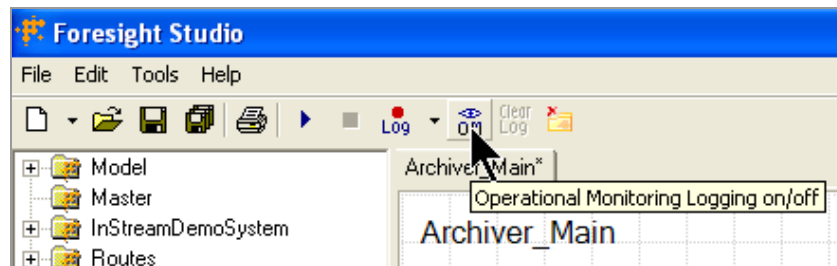 Foresight Studio
File Edit Tools Help
Log OM Clear Log
Model
Archiver_Main*
Master
Operational Monitoring Logging on/off
InStreamDemoSystem
Archiver_Main
Routes